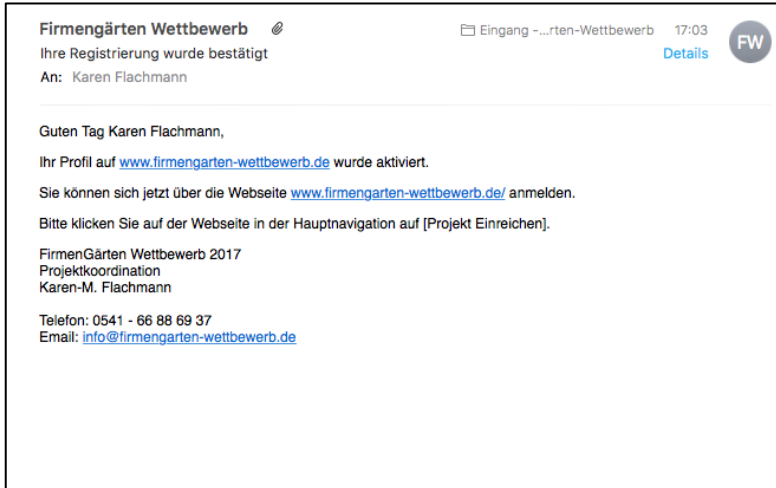 Firmengärten Wettbewerb
Eingang -...rten-Wettbewerb 17:03
FW
Ihre Registrierung wurde bestätigt
Details
An: Karen Flachmann
Guten Tag Karen Flachmann,
Ihr Profil auf www.firmengarten-wettbewerb.de wurde aktiviert.
Sie können sich jetzt über die Webseite www.firmengarten-wettbewerb.de/ anmelden.
Bitte klicken Sie auf der Webseite in der Hauptnavigation auf [Projekt Einreichen].
FirmenGärten Wettbewerb 2017
Projektkoordination
Karen-M. Flachmann
Telefon: 0541 - 66 88 69 37
Email: info@firmengarten-wettbewerb.de